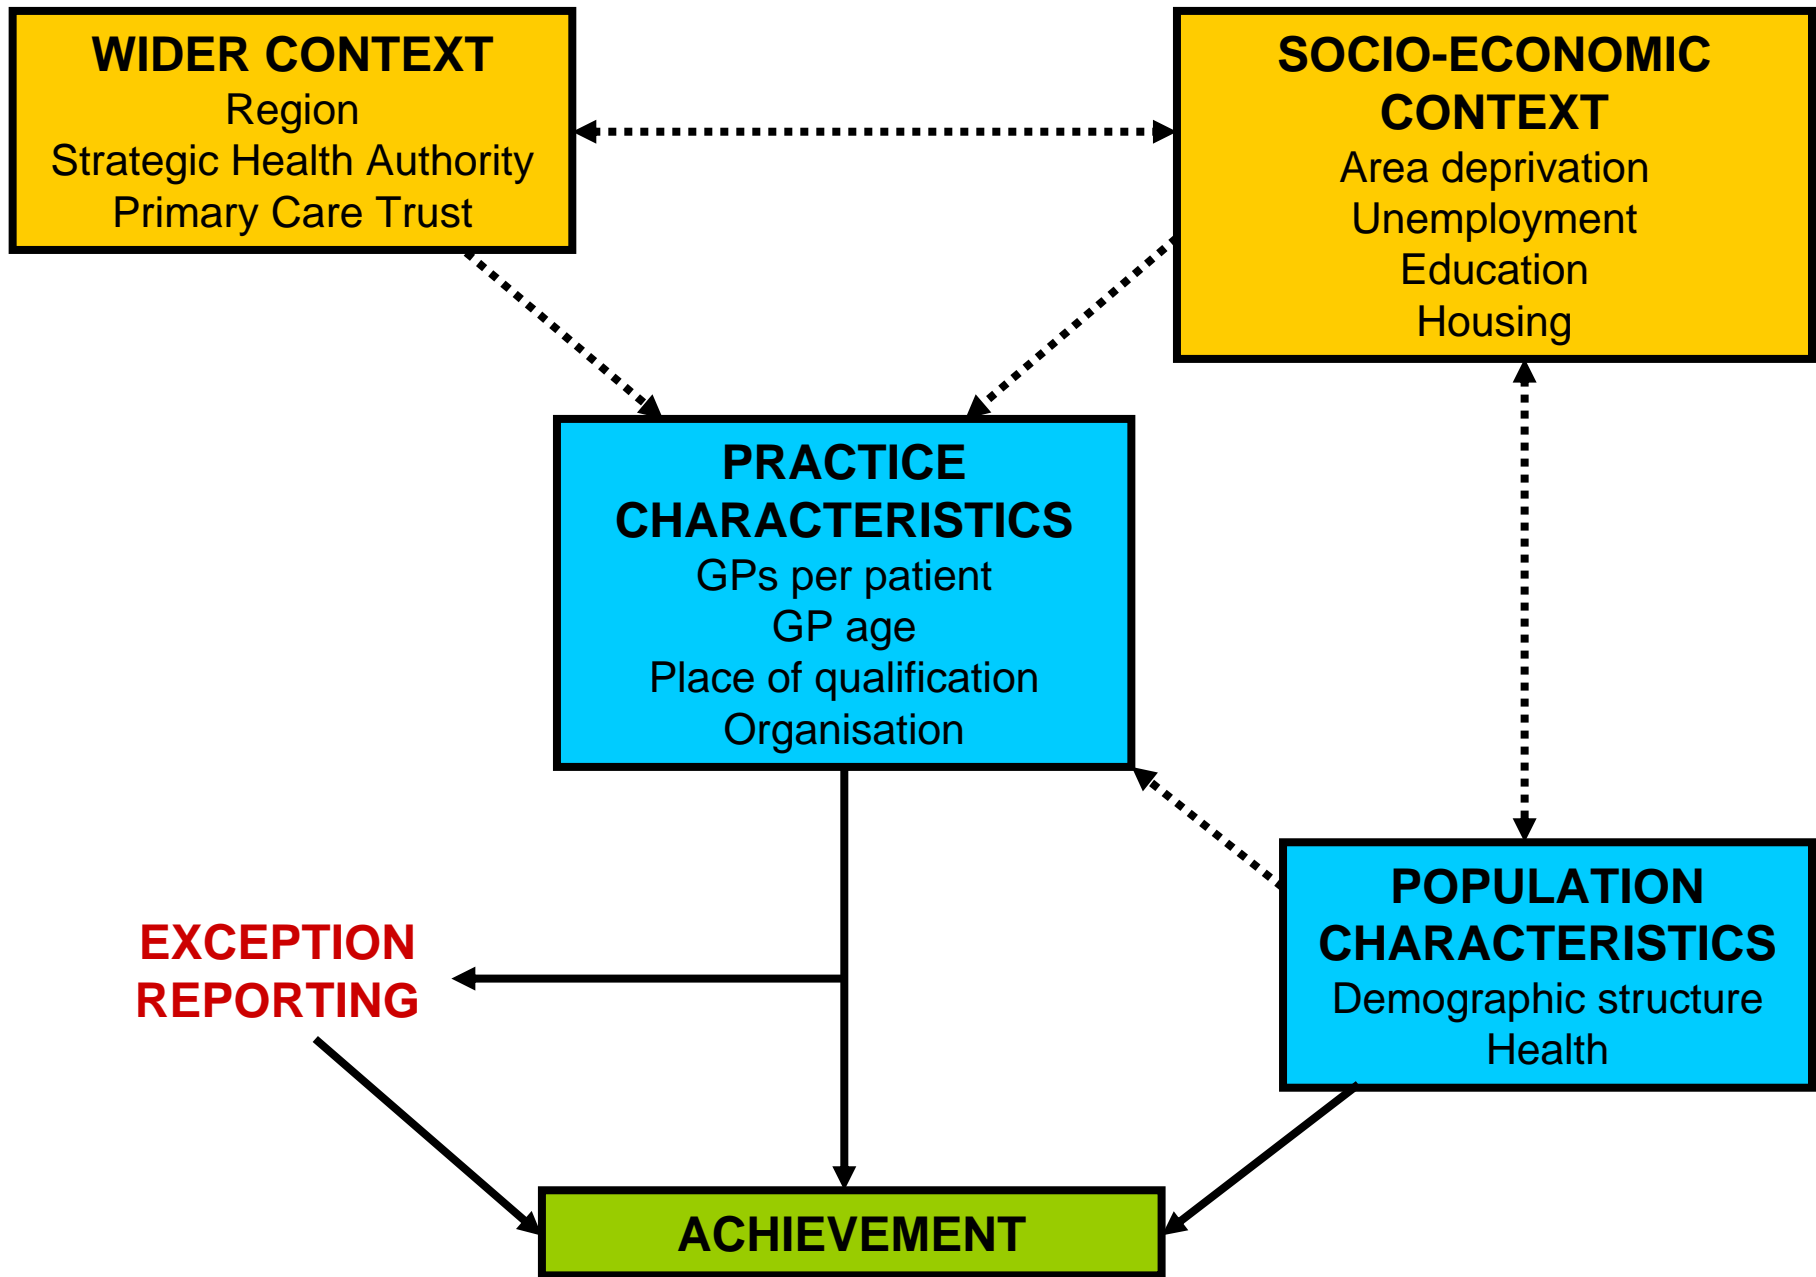 WIDER CONTEXT
Region
Strategic Health Authority
Primary Care Trust
SOCIO-ECONOMIC
CONTEXT
Area deprivation
Unemployment
Education
Housing
PRACTICE
CHARACTERISTICS
GPs per patient
GP age
Place of qualification
Organisation
POPULATION
CHARACTERISTICS
Demographic structure
Health
EXCEPTION
REPORTING
ACHIEVEMENT